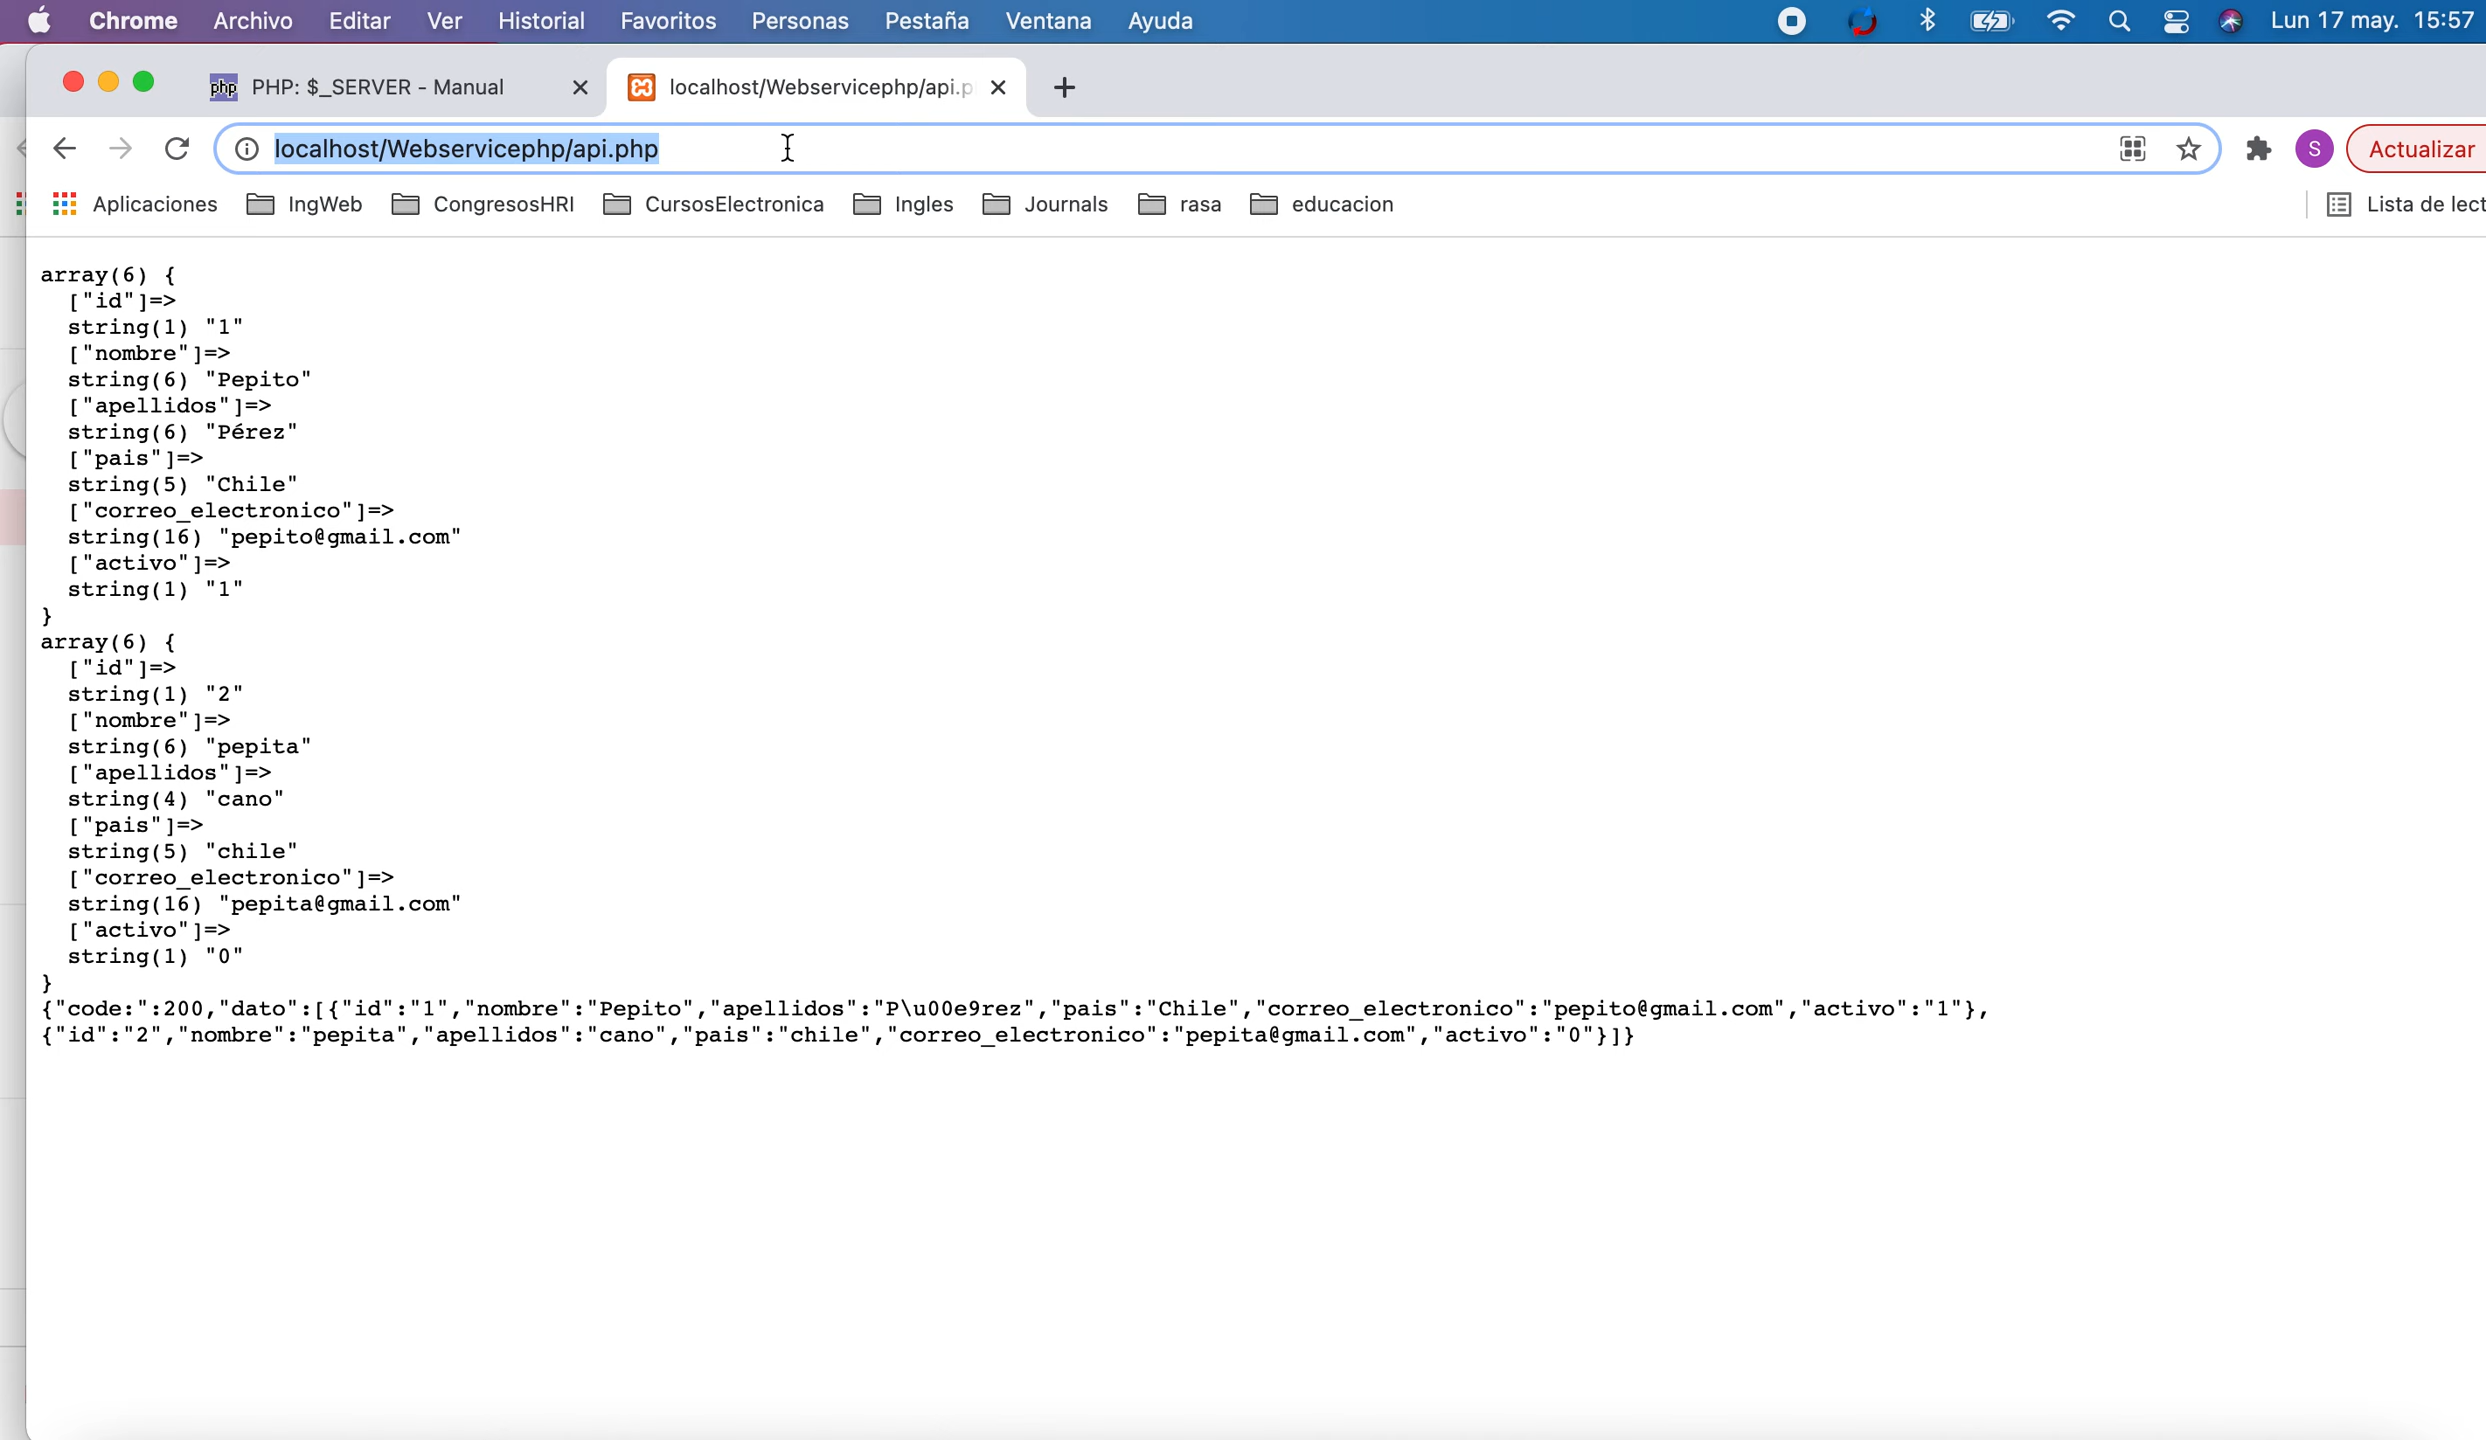 Chrome Archivo Editar Ver Historial Favoritos Personas Pestaña Ventana Ayuda Lun 17 may. 15:57
php PHP: $_SERVER - Manual localhost/Webservicephp/api.p
localhost/Webservicephp/api.php S Actualizar
Aplicaciones IngWeb CongresosHRI CursosElectronica Ingles Journals rasa educacion Lista de lect
array(6) {
  ["id"]=>
  string(1) "1"
  ["nombre"]=>
  string(6) "Pepito"
  ["apellidos"]=>
  string(6) "Pérez"
  ["pais"]=>
  string(5) "Chile"
  ["correo_electronico"]=>
  string(16) "pepito@gmail.com"
  ["activo"]=>
  string(1) "1"
}
array(6) {
  ["id"]=>
  string(1) "2"
  ["nombre"]=>
  string(6) "pepita"
  ["apellidos"]=>
  string(4) "cano"
  ["pais"]=>
  string(5) "chile"
  ["correo_electronico"]=>
  string(16) "pepita@gmail.com"
  ["activo"]=>
  string(1) "0"
}
{"code:":200,"dato":[{"id":"1","nombre":"Pepito","apellidos":"P\u00e9rez","pais":"Chile","correo_electronico":"pepito@gmail.com","activo":"1"},
{"id":"2","nombre":"pepita","apellidos":"cano","pais":"chile","correo_electronico":"pepita@gmail.com","activo":"0"}]}